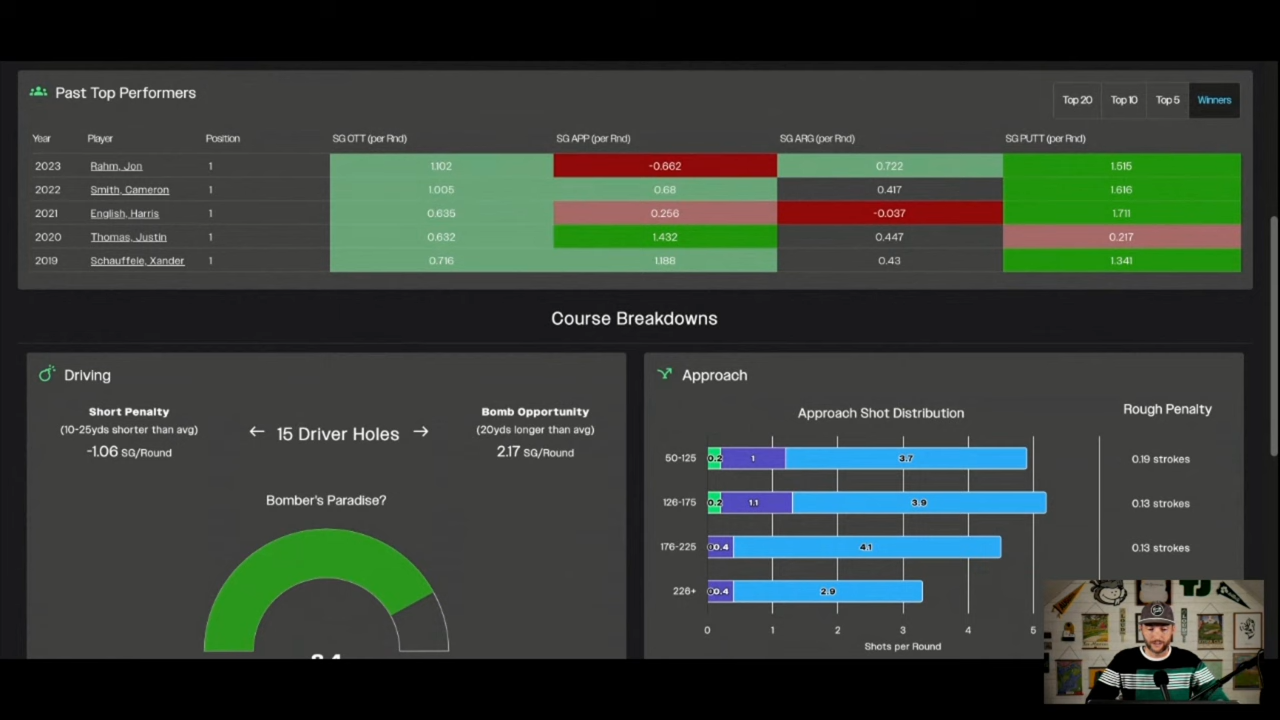 Past Top Performers
Top 20 Top 10 Top 5 Winners
Year Player Position SG OTT (per Rnd) SG APP (per Rnd) SG ARG (per Rnd) SG PUTT (per Rnd)
2023 Rahm, Jon 1 1.102 -0.662 0.722 1.515
2022 Smith, Cameron 1 1.005 0.68 0.417 1.616
2021 English, Harris 1 0.635 0.256 -0.037 1.711
2020 Thomas, Justin 1 0.632 1.432 0.447 0.217
2019 Schauffele, Xander 1 0.716 1.188 0.43 1.341
Course Breakdowns
Driving
Short Penalty
(10-25yds shorter than avg)
-1.06 SG/Round
← 15 Driver Holes →
Bomb Opportunity
(20yds longer than avg)
2.17 SG/Round
Bomber's Paradise?
Approach
Approach Shot Distribution
Rough Penalty
50-125 0.2 1 3.7 0.19 strokes
126-175 0.2 1.1 3.9 0.13 strokes
176-225 0 0.4 4.1 0.13 strokes
226+ 0 0.4 2.9
0 1 2 3 4 5
Shots per Round